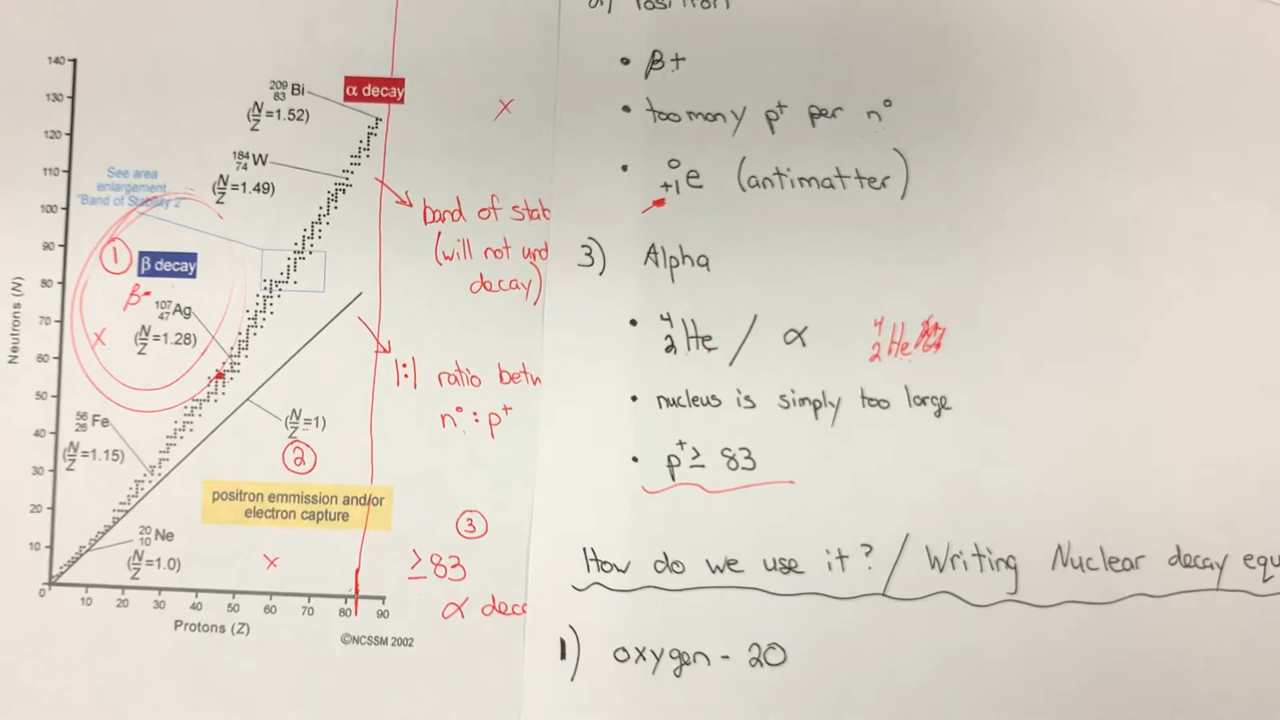 140
130
120
110
100
90
80
70
60
50
40
30
20
10
0
Neutrons (N)
10 20 30 40 50 60 70 80 90
Protons (Z)
©NCSSM 2002
209 83 Bi
(N/Z=1.52)
α decay
184 74 W
(N/Z=1.49)
See area
enlargement
"Band of Stability 2"
1
β decay
β-
107 47 Ag
x (N/Z=1.28)
56 26 Fe
(N/Z=1.15)
(N/Z=1)
2
positron emmission and/or
electron capture
20 10 Ne
(N/Z=1.0)
x
x
band of stab
(will not und
decay)
1:1 ratio betw
n° : p+
3
≥83
α deca
• β+
• too many p+ per n°
• 0 +1 e (antimatter)
3) Alpha
• 4 2 He / α
4 2 He
• nucleus is simply too large
• p+ ≥ 83
How do we use it? / Writing Nuclear decay equ
1) oxygen - 20